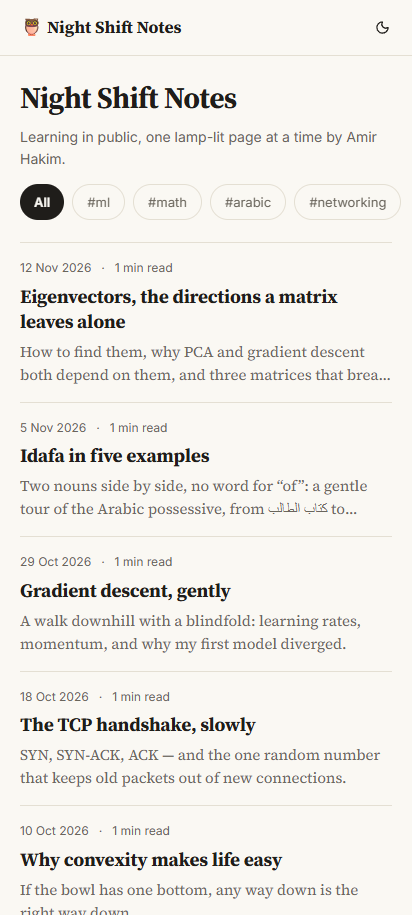 Night Shift Notes
Night Shift Notes
Learning in public, one lamp-lit page at a time by Amir
Hakim.
All #ml #math #arabic #networking
12 Nov 2026 · 1 min read
Eigenvectors, the directions a matrix
leaves alone
How to find them, why PCA and gradient descent
both depend on them, and three matrices that brea...
5 Nov 2026 · 1 min read
Idafa in five examples
Two nouns side by side, no word for “of”: a gentle
tour of the Arabic possessive, from كتاب الطالب to...
29 Oct 2026 · 1 min read
Gradient descent, gently
A walk downhill with a blindfold: learning rates,
momentum, and why my first model diverged.
18 Oct 2026 · 1 min read
The TCP handshake, slowly
SYN, SYN-ACK, ACK — and the one random number
that keeps old packets out of new connections.
10 Oct 2026 · 1 min read
Why convexity makes life easy
If the bowl has one bottom, any way down is the
right way down